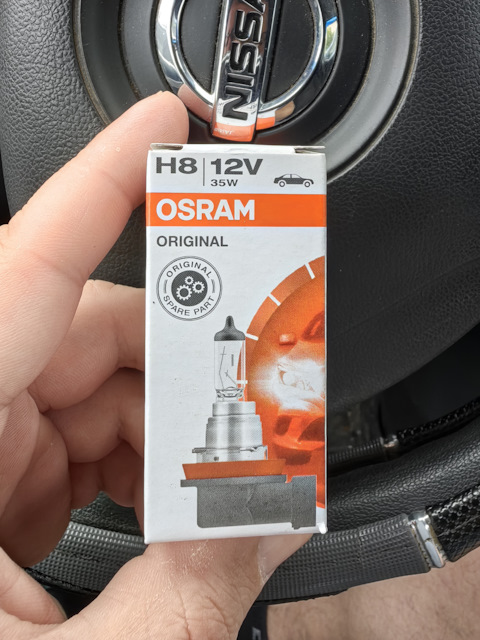 NISSAN
H8 12V
35W
OSRAM
ORIGINAL
ORIGINAL
SPARE PART